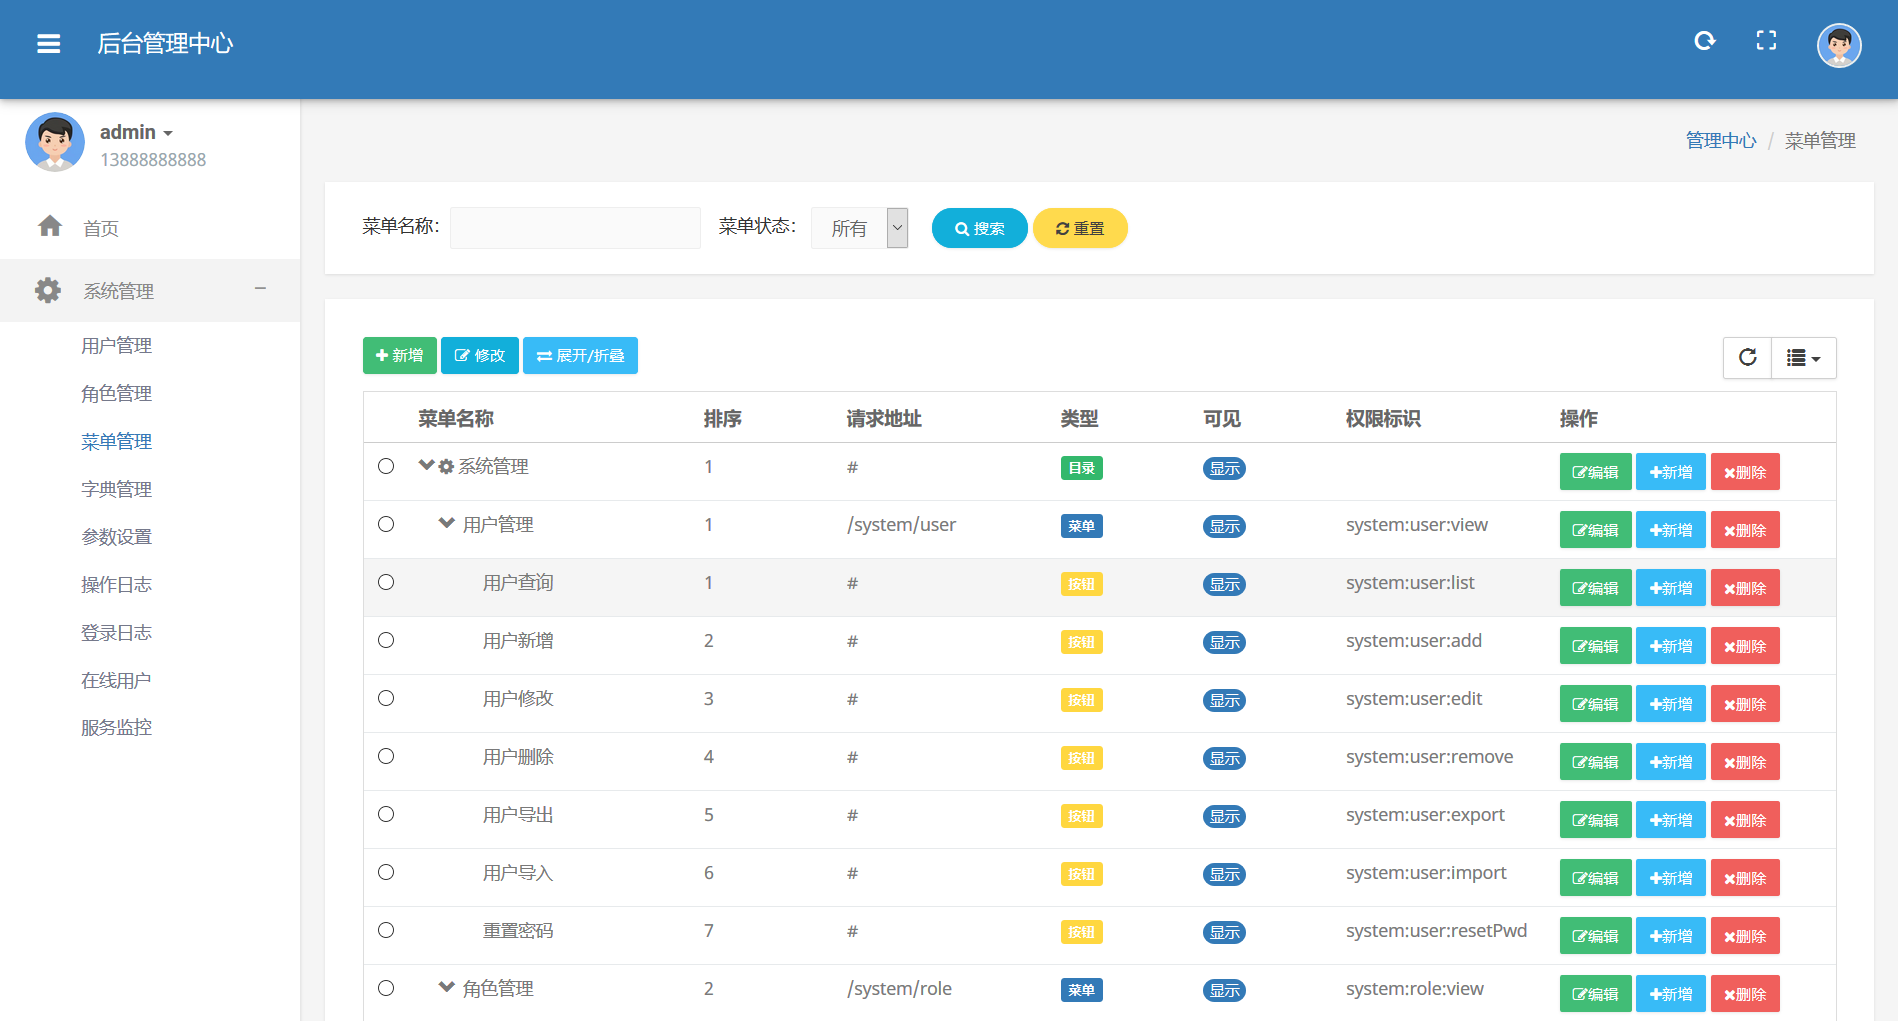 后台管理中心
admin
13888888888
首页
系统管理
用户管理
角色管理
菜单管理
字典管理
参数设置
操作日志
登录日志
在线用户
服务监控
管理中心 / 菜单管理
菜单名称： 菜单状态： 所有 搜索 重置
新增 修改 展开/折叠
菜单名称 排序 请求地址 类型 可见 权限标识 操作
系统管理 1 # 目录 显示 编辑 新增 删除
用户管理 1 /system/user 菜单 显示 system:user:view 编辑 新增 删除
用户查询 1 # 按钮 显示 system:user:list 编辑 新增 删除
用户新增 2 # 按钮 显示 system:user:add 编辑 新增 删除
用户修改 3 # 按钮 显示 system:user:edit 编辑 新增 删除
用户删除 4 # 按钮 显示 system:user:remove 编辑 新增 删除
用户导出 5 # 按钮 显示 system:user:export 编辑 新增 删除
用户导入 6 # 按钮 显示 system:user:import 编辑 新增 删除
重置密码 7 # 按钮 显示 system:user:resetPwd 编辑 新增 删除
角色管理 2 /system/role 菜单 显示 system:role:view 编辑 新增 删除